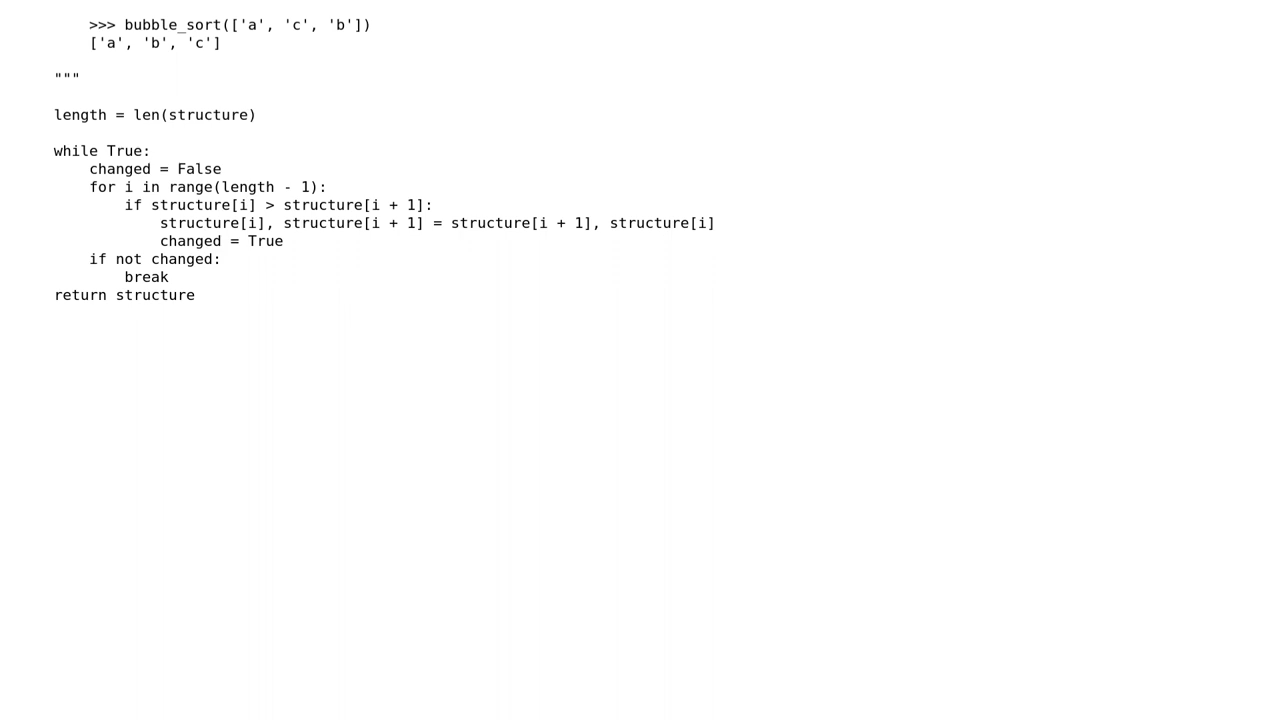 >>> bubble_sort(['a', 'c', 'b'])
        ['a', 'b', 'c']

    """

    length = len(structure)

    while True:
        changed = False
        for i in range(length - 1):
            if structure[i] > structure[i + 1]:
                structure[i], structure[i + 1] = structure[i + 1], structure[i]
                changed = True
        if not changed:
            break
    return structure